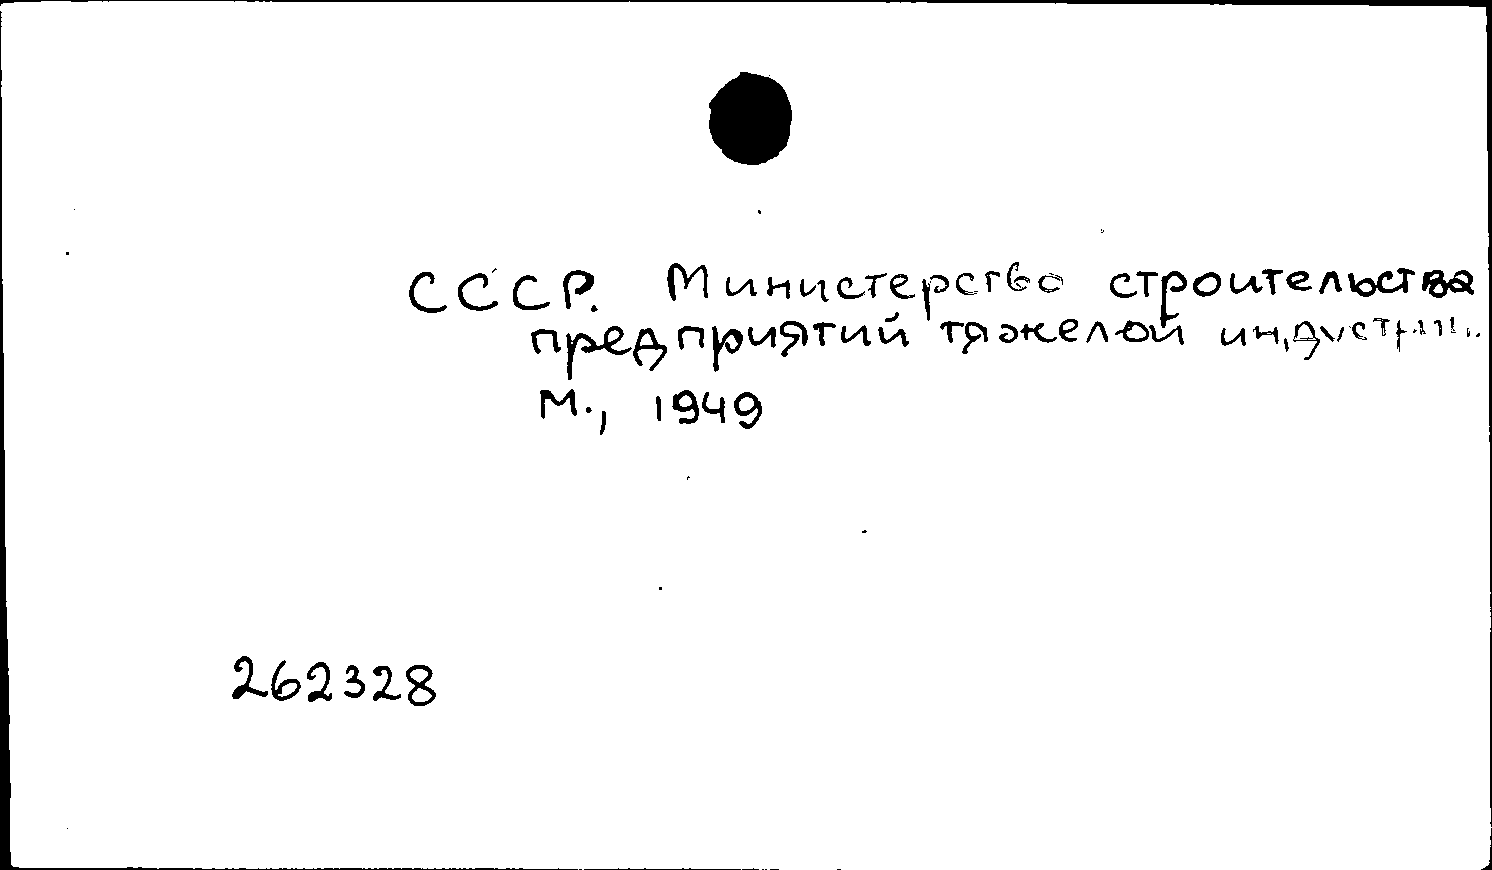 СССР. Министерство строительства
предприятий тяжелой индустрии.
М., 1949
262328